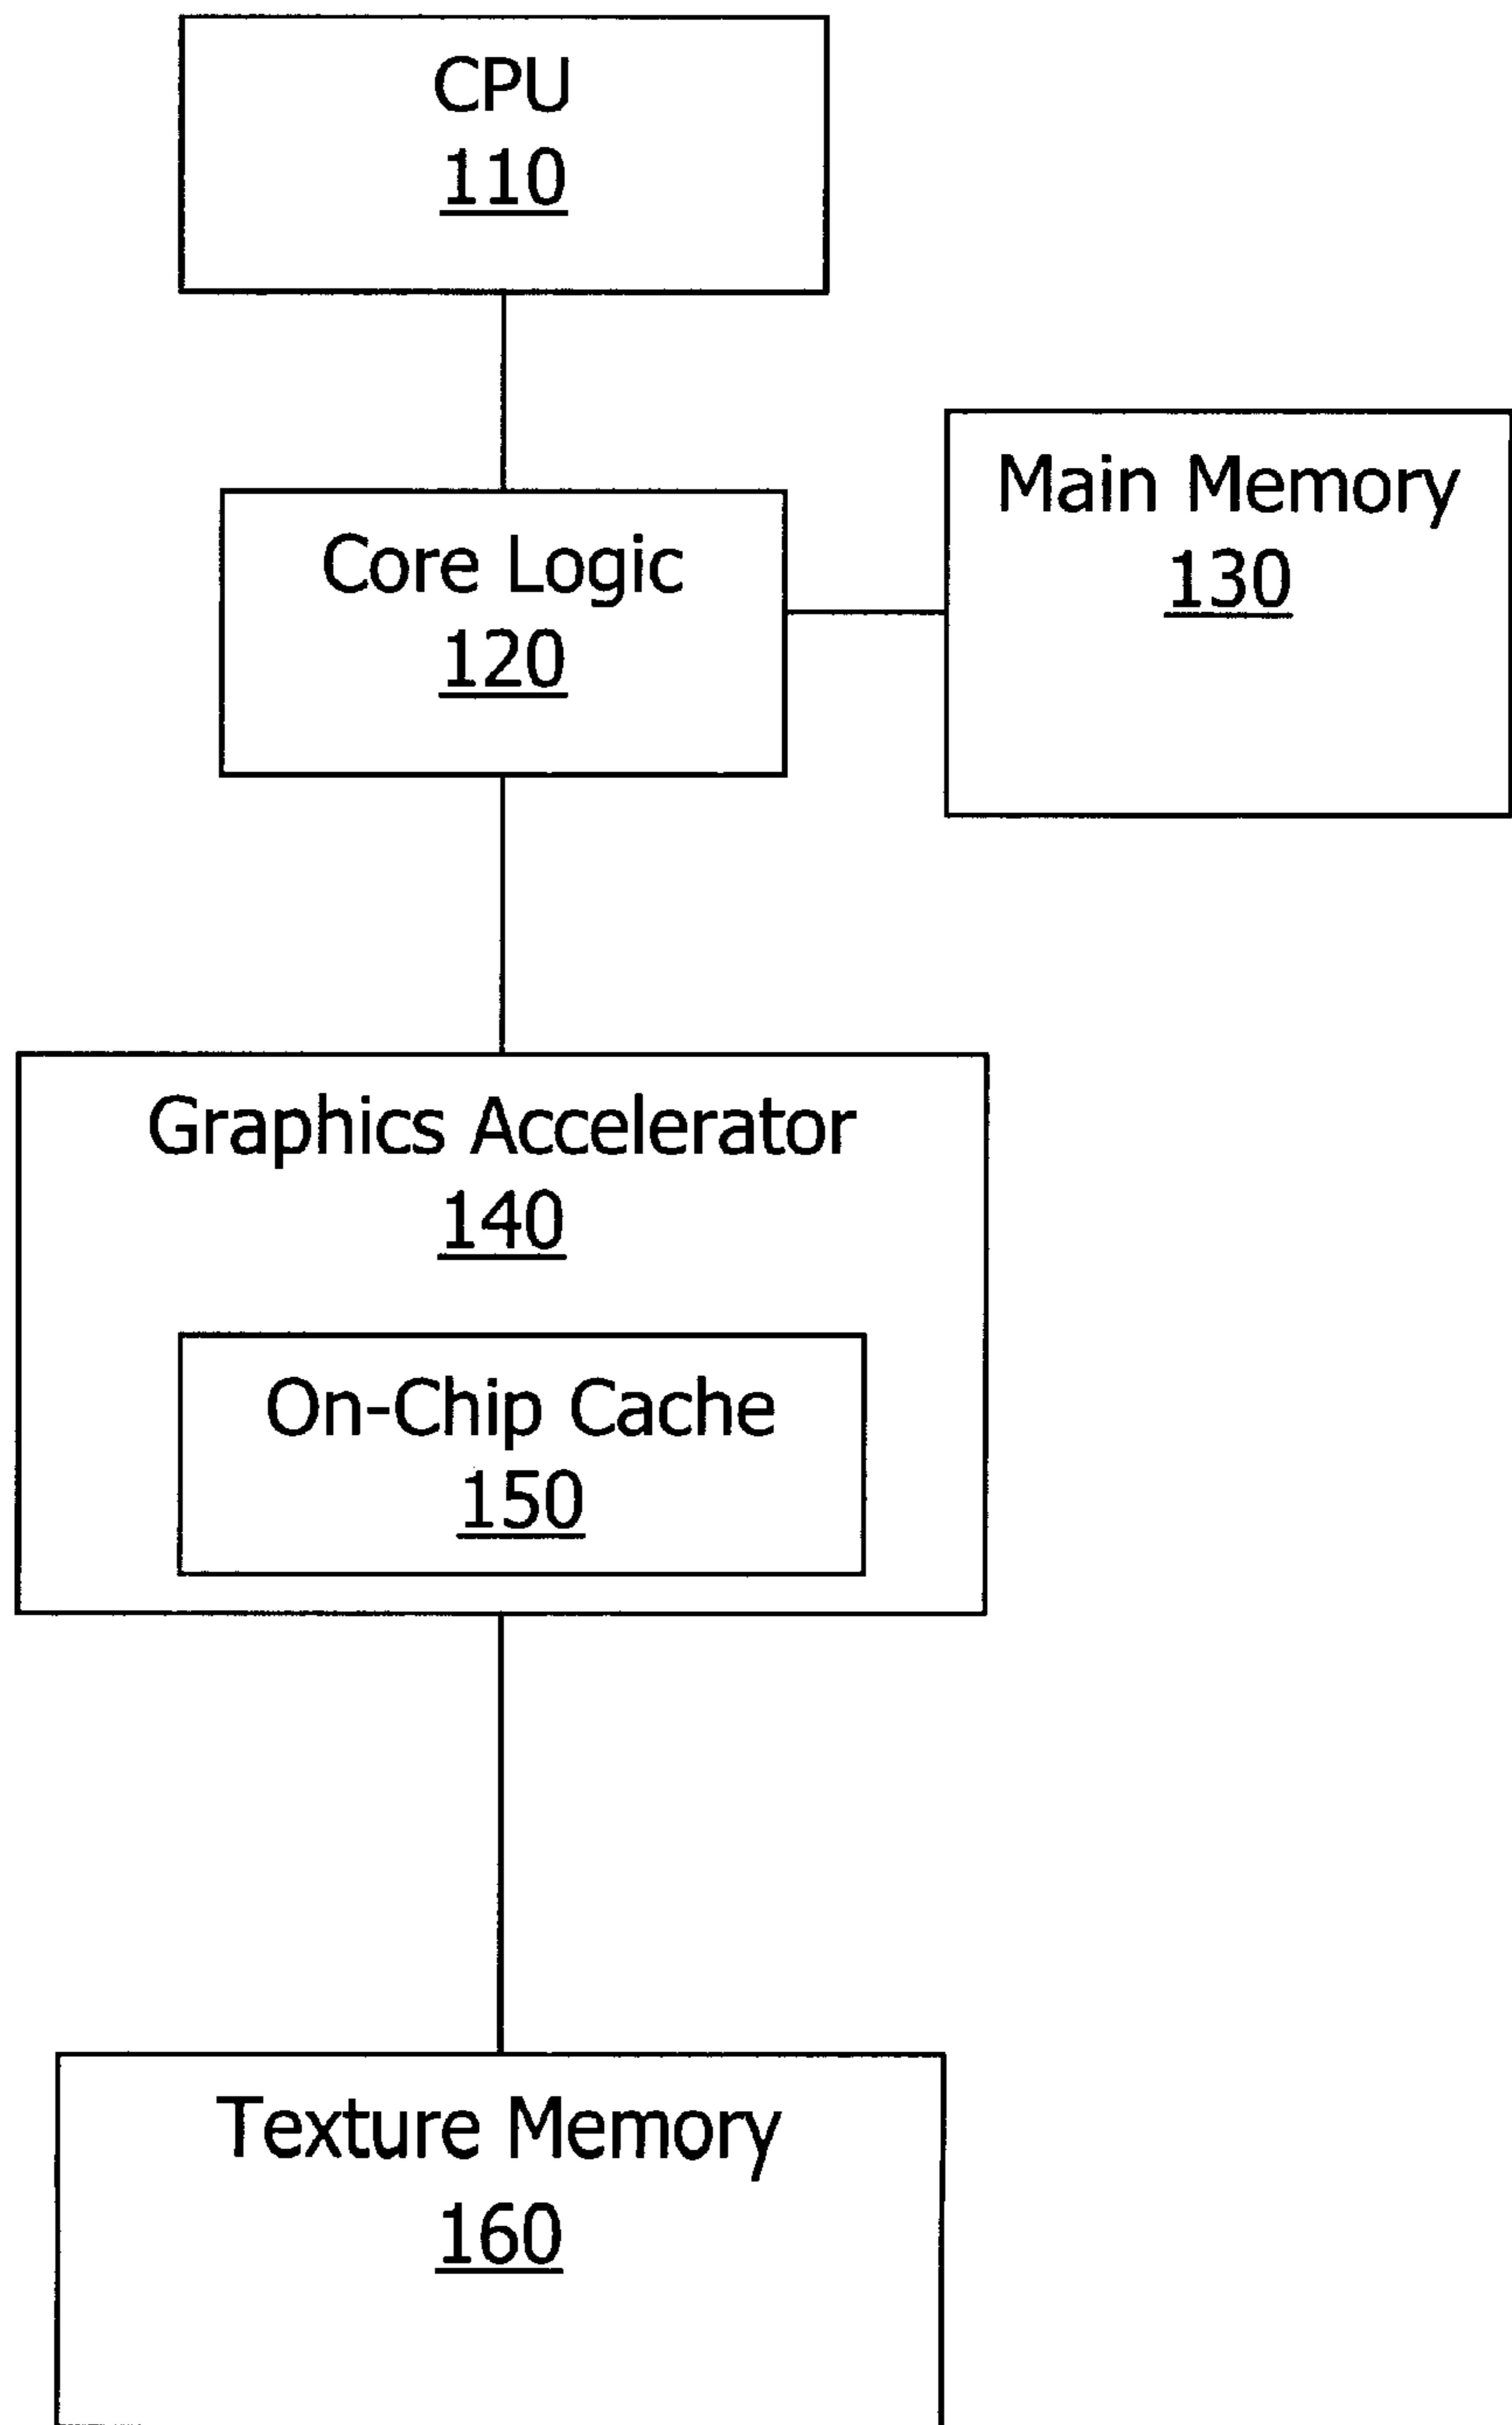 CPU
110
Main Memory
130
Core Logic
120
Graphics Accelerator
140
On-Chip Cache
150
Texture Memory
160